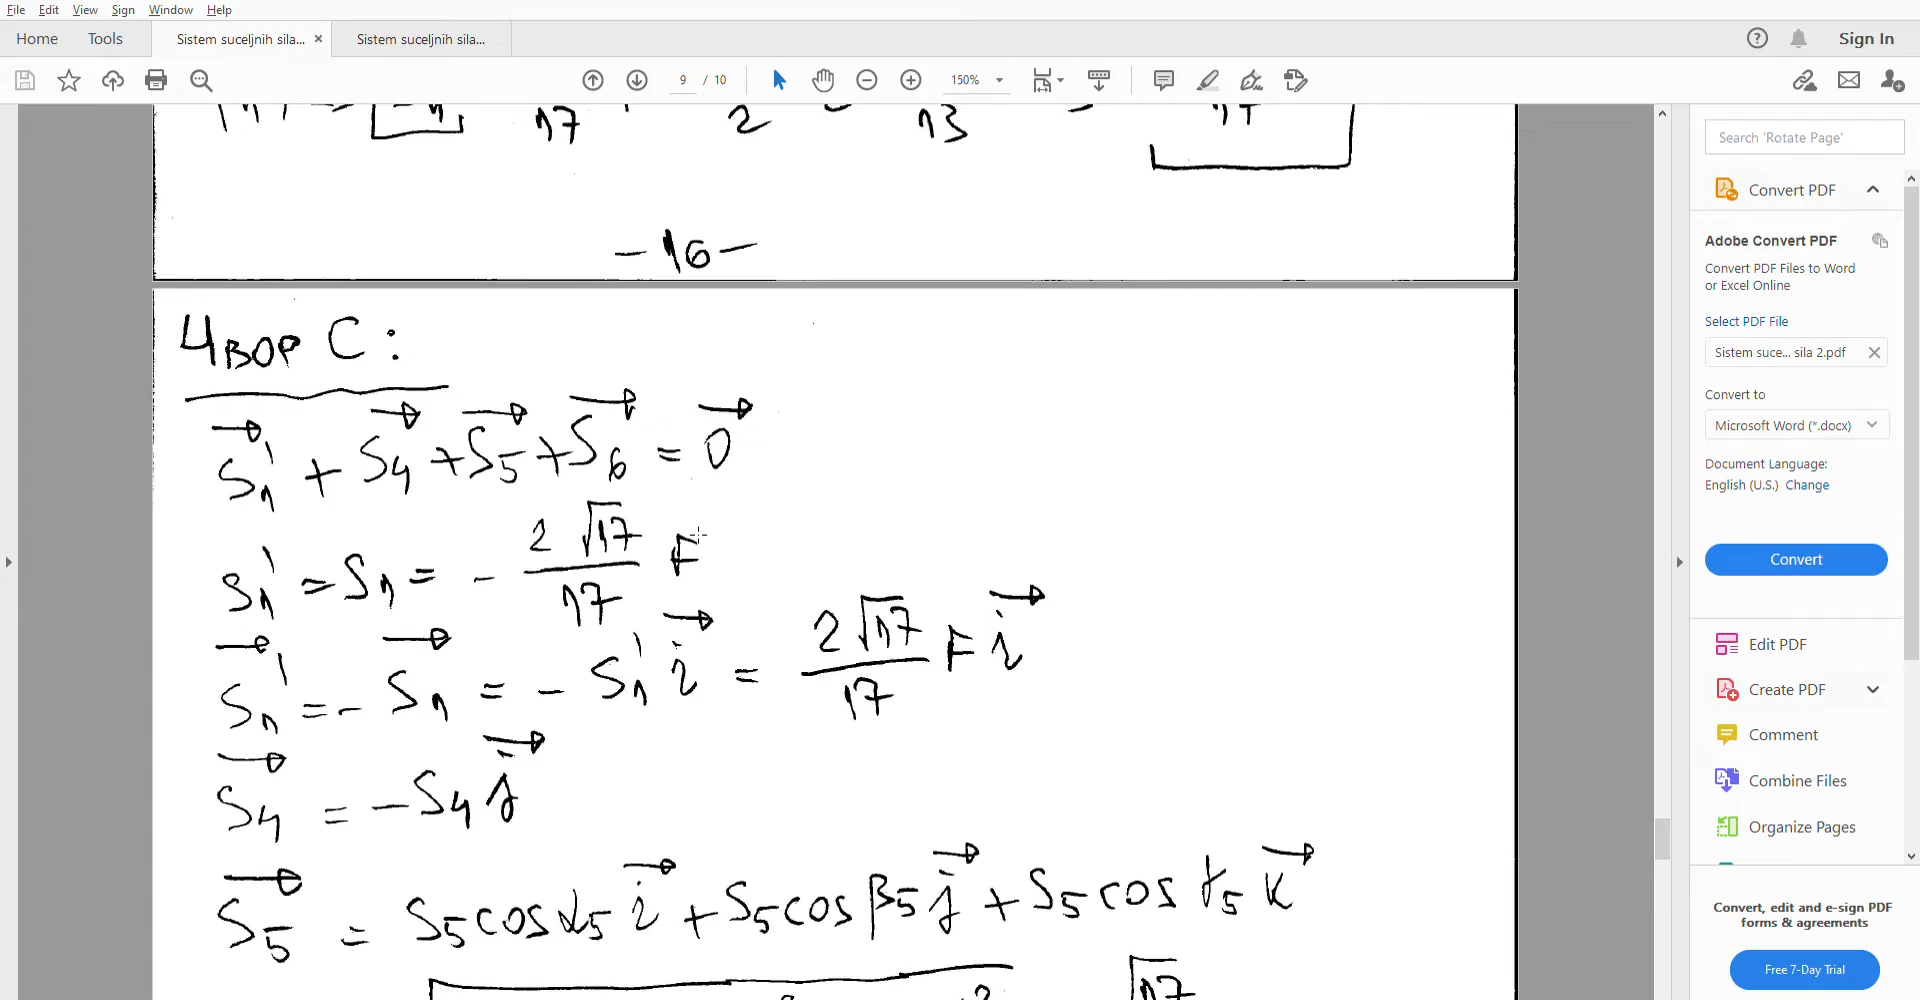 File Edit View Sign Window Help
Home Tools Sistem suceljnih sila... × Sistem suceljnih sila... Sign In
9 / 10 150%
17 2 13 17
- 16 -
Чвор С:
S₁' + S₄ + S₅ + S₆ = 0
S₁' = S₁ = - 2√17/17 F
S₁' = - S₁ = - S₁' i = 2√17/17 F i
S₄ = - S₄ j
S₅ = S₅ cos α₅ i + S₅ cos β₅ j + S₅ cos γ₅ k
√17
Search 'Rotate Page'
Convert PDF
Adobe Convert PDF
Convert PDF Files to Word
or Excel Online
Select PDF File
Sistem suce... sila 2.pdf
Convert to
Microsoft Word (*.docx)
Document Language:
English (U.S.) Change
Convert
Edit PDF
Create PDF
Comment
Combine Files
Organize Pages
Convert, edit and e-sign PDF
forms & agreements
Free 7-Day Trial